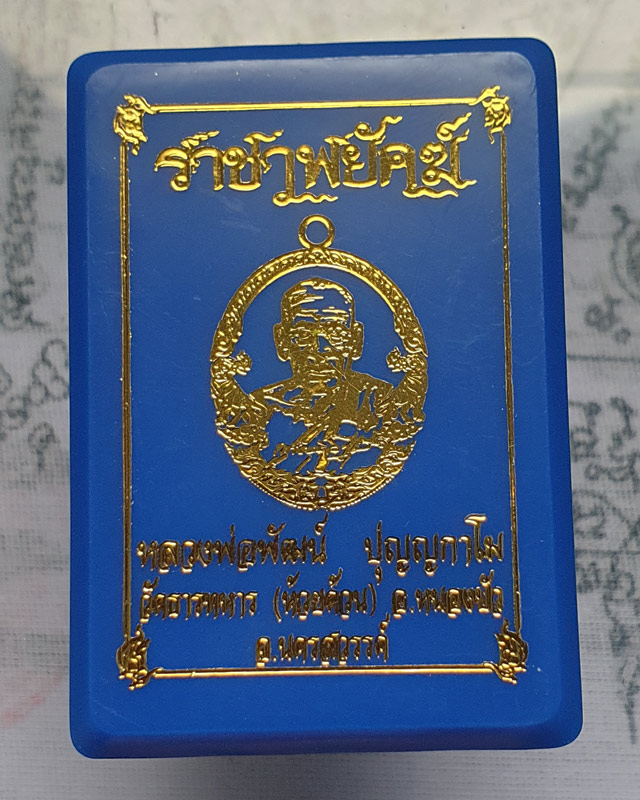 ราชาพยัคฆ์
หลวงพ่อพัฒน์ ปุญญกาโม
วัดธารทหาร (ห้วยด้วน) อ.หนองบัว
จ.นครสวรรค์